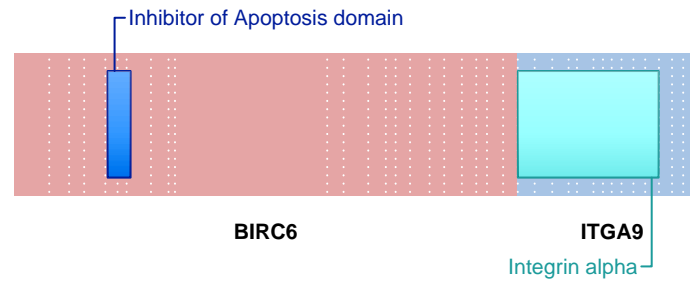 Inhibitor of Apoptosis domain
BIRC6
ITGA9
Integrin alpha